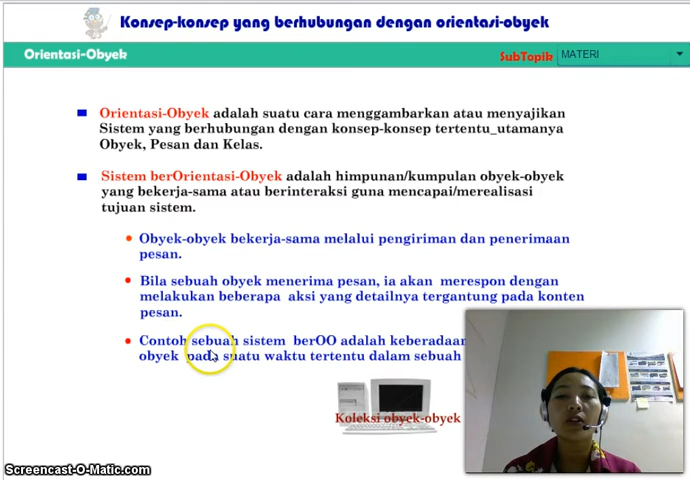 Konsep-konsep yang berhubungan dengan orientasi-obyek
Orientasi-Obyek
SubTopik
MATERI
Orientasi-Obyek adalah suatu cara menggambarkan atau menyajikan
Sistem yang berhubungan dengan konsep-konsep tertentu_utamanya
Obyek, Pesan dan Kelas.
Sistem berOrientasi-Obyek adalah himpunan/kumpulan obyek-obyek
yang bekerja-sama atau berinteraksi guna mencapai/merealisasi
tujuan sistem.
Obyek-obyek bekerja-sama melalui pengiriman dan penerimaan
pesan.
Bila sebuah obyek menerima pesan, ia akan merespon dengan
melakukan beberapa aksi yang detailnya tergantung pada konten
pesan.
Contoh sebuah sistem berOO adalah keberadaan
obyek pada suatu waktu tertentu dalam sebuah
Koleksi obyek-obyek
Screencast-O-Matic.com